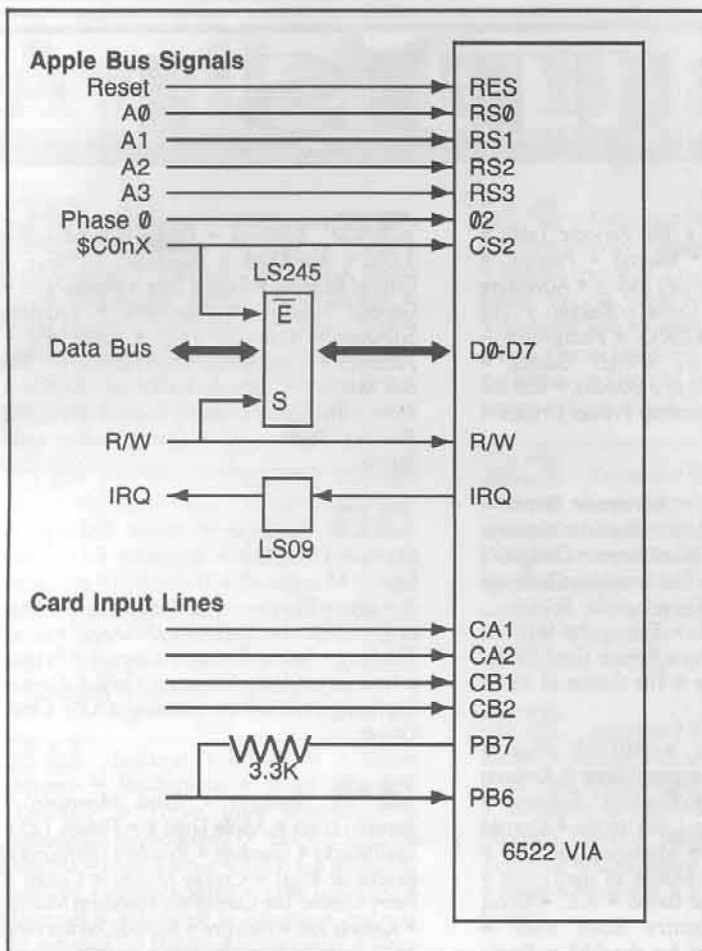 Apple Bus Signals
Reset RES
A0 RS0
A1 RS1
A2 RS2
A3 RS3
Phase 0 02
$C0nX CS2
LS245
E
Data Bus D0-D7
S
R/W R/W
IRQ IRQ
LS09
Card Input Lines
CA1
CA2
CB1
CB2
PB7
3.3K
PB6
6522 VIA